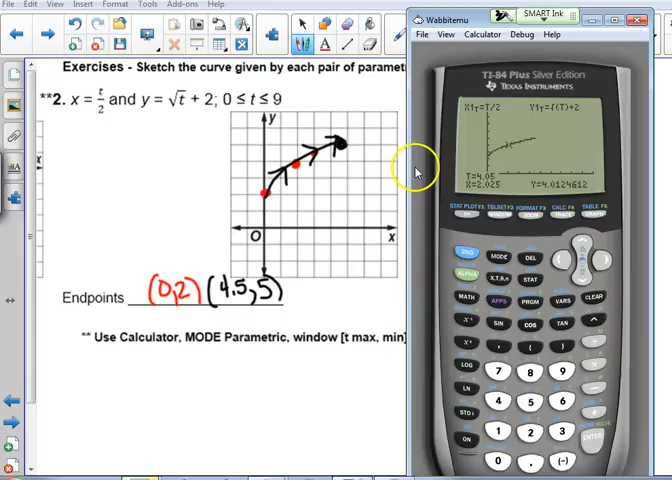 File Edit View Insert Format Tools Help
Wabbitemu
SMART Ink
File View Calculator Debug Help
Exercises - Sketch the curve given by each pair of paramet
**2. x = t/2 and y = √t + 2; 0 ≤ t ≤ 9
y
O
x
x
Endpoints (0,2) (4.5, 5)
** Use Calculator, MODE Parametric, window [t max, min]
TI-84 Plus Silver Edition
TEXAS INSTRUMENTS
X1T=T/2 Y1T=√(T)+2
T=4.05
X=2.025 Y=4.0124612
STAT PLOT F1 TBLSET F2 FORMAT F3 CALC F4 TABLE F5
Y= WINDOW ZOOM TRACE GRAPH
2ND MODE DEL
ALPHA X,T,θ,n STAT
MATH APPS PRGM VARS CLEAR
x⁻¹ SIN COS TAN ^
x² , ( ) ÷
LOG 7 8 9 ×
LN 4 5 6 −
STO› 1 2 3 +
ON 0 . (−) ENTER